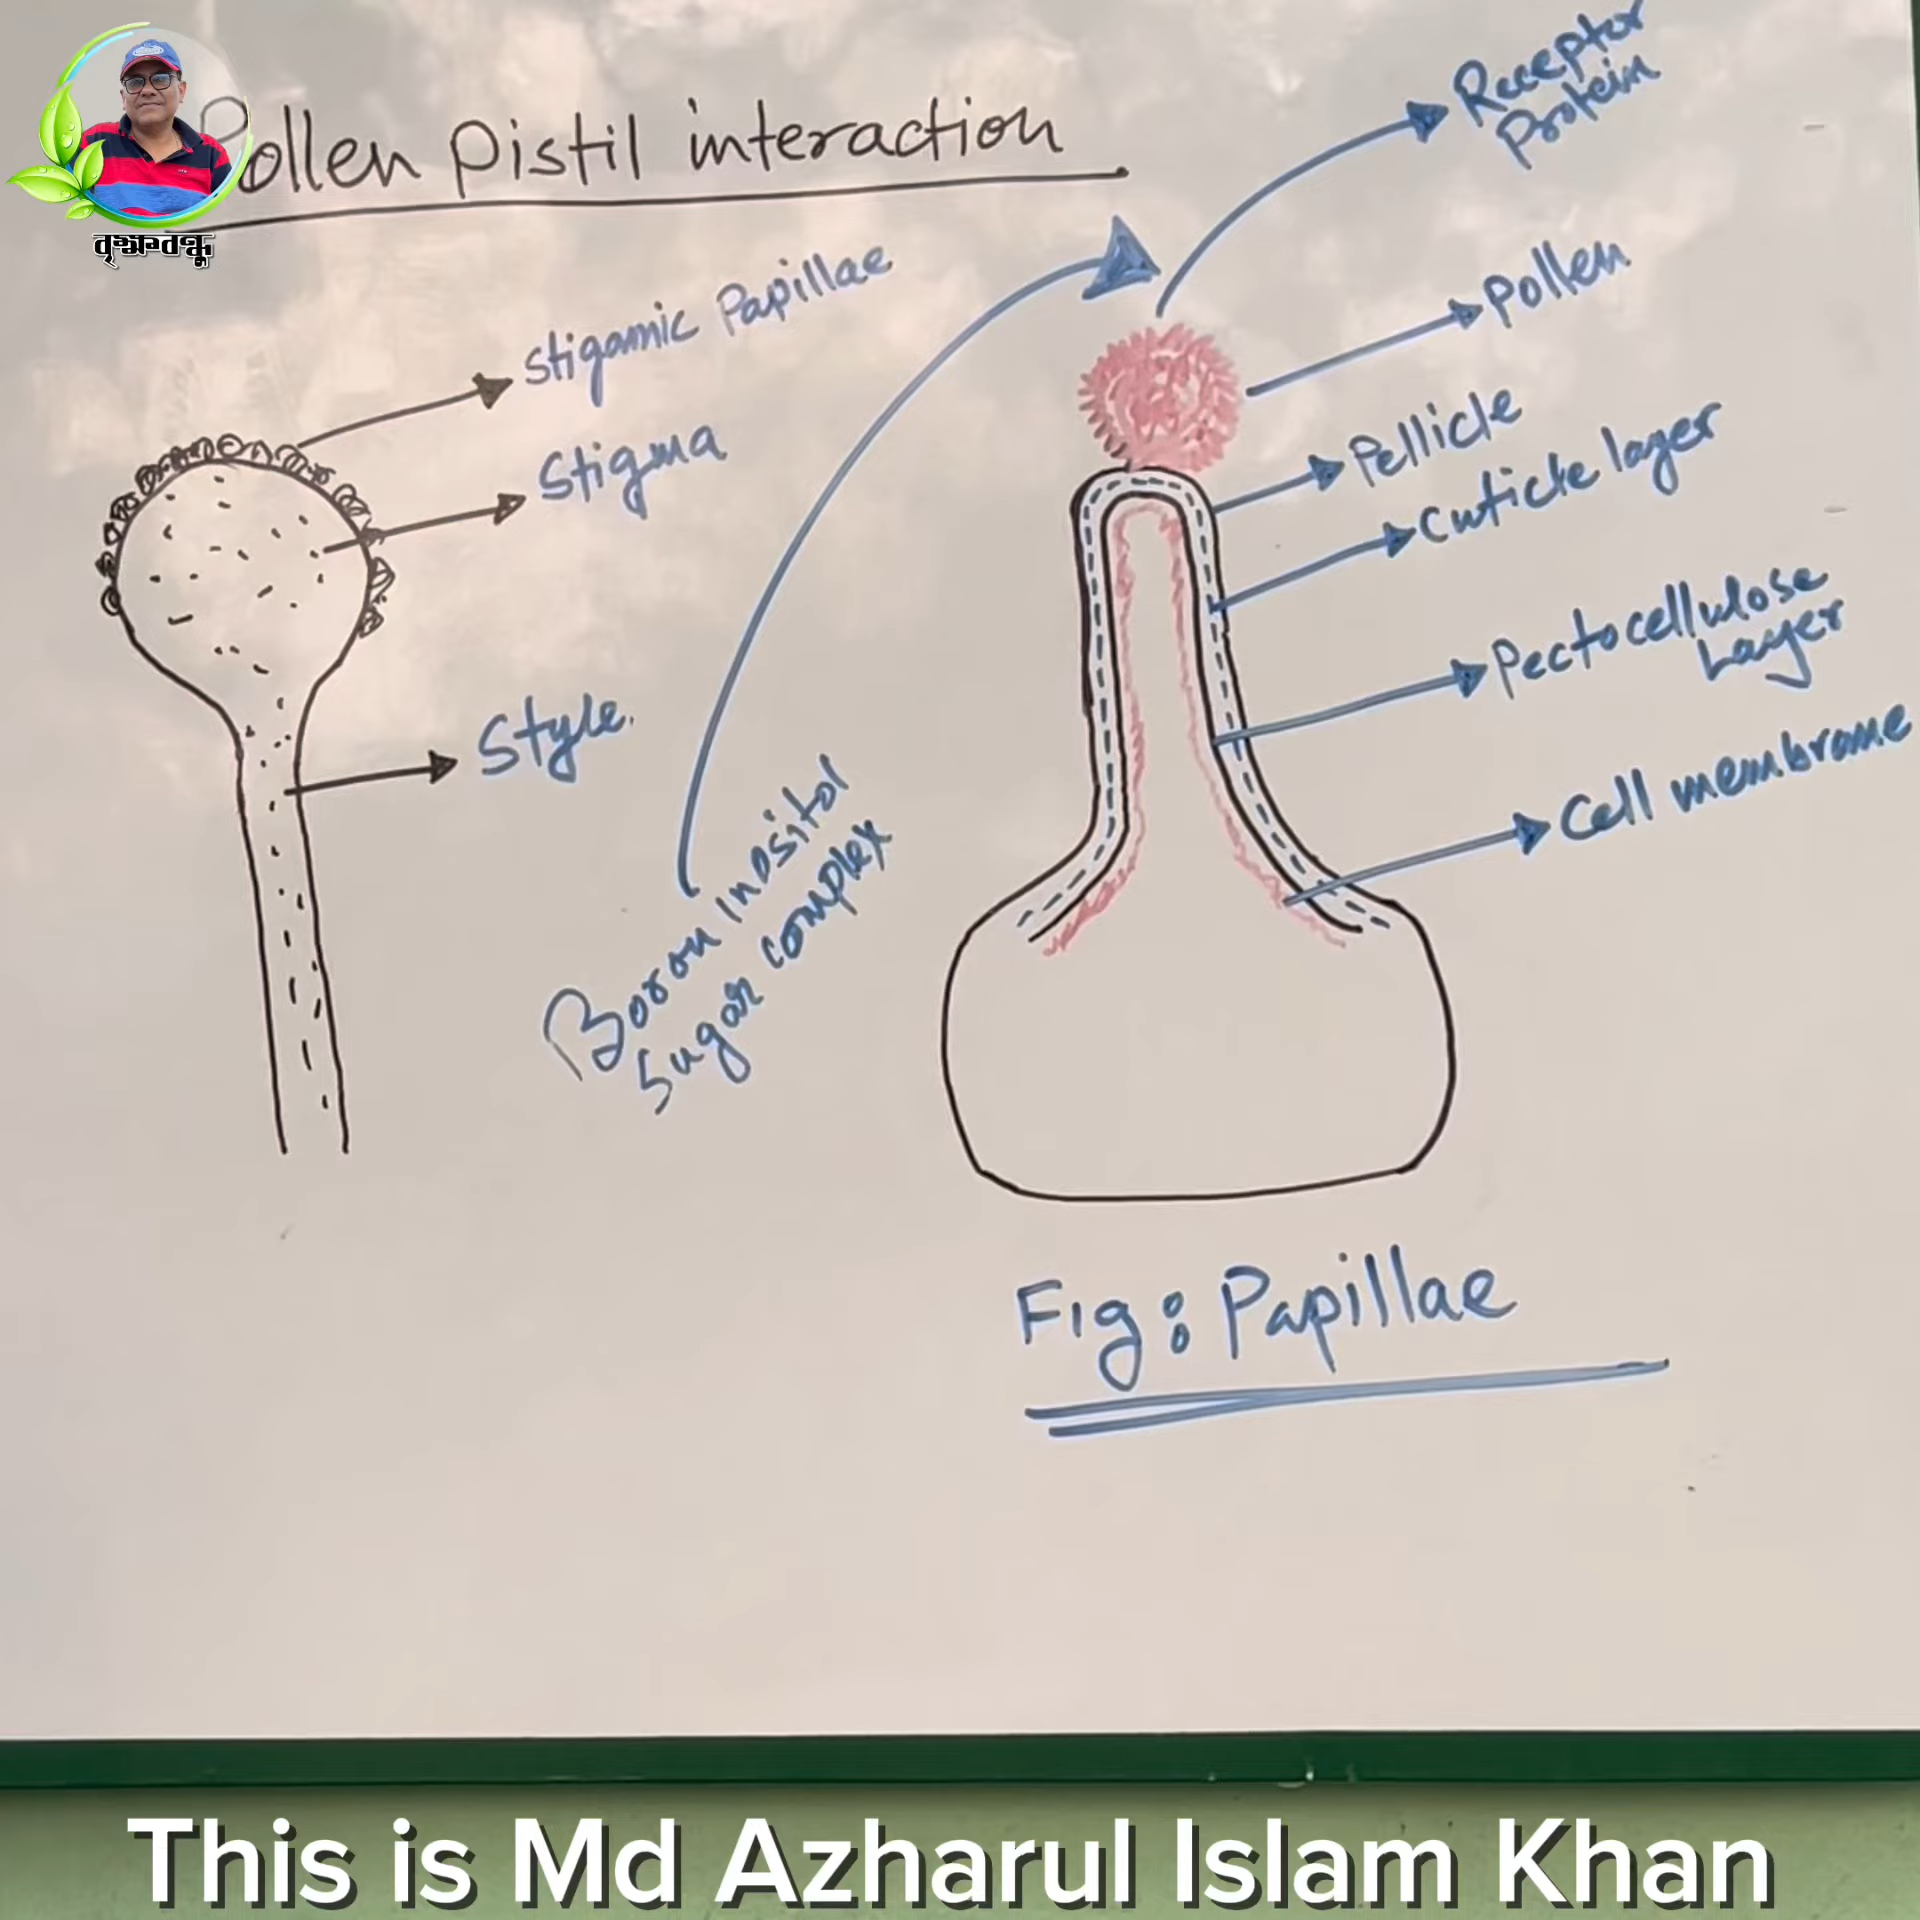 Pollen Pistil interaction
বৃক্ষবন্ধু
Stigamic Papillae
Stigma
Style.
Boron inositol
Sugar complex
Receptor
Protein
Pollen
Pellicle
Cuticle layer
Pectocellulose
Layer
Cell membrane
Fig: Papillae
This is Md Azharul Islam Khan